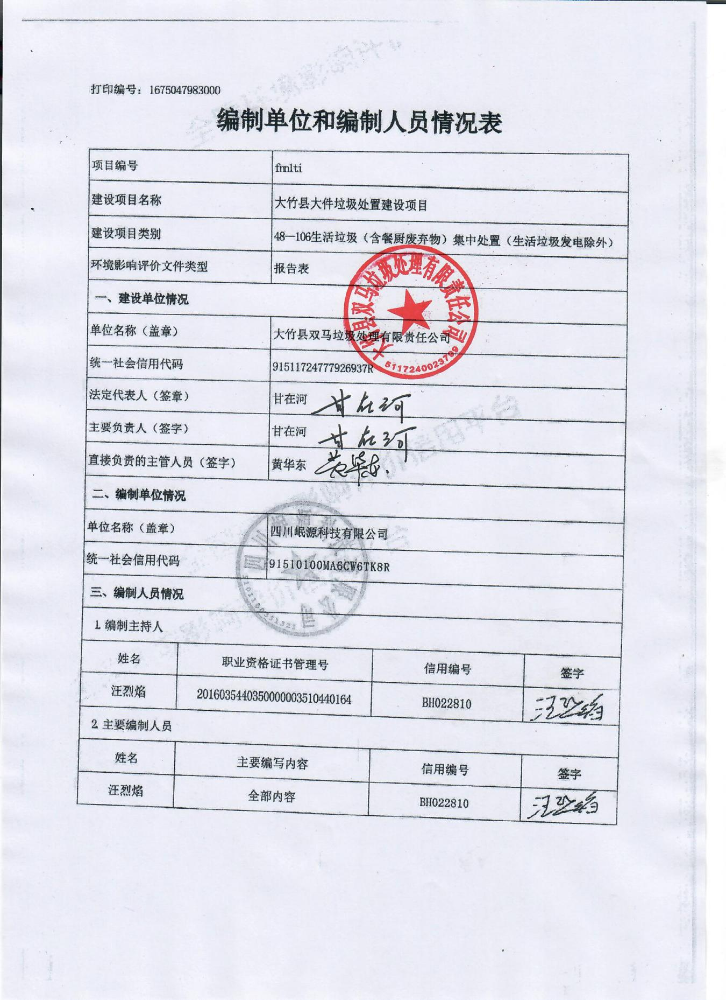 打印编号：1675047983000
编制单位和编制人员情况表
项目编号 fnnlti
建设项目名称 大竹县大件垃圾处置建设项目
建设项目类别 48—106生活垃圾（含餐厨废弃物）集中处置（生活垃圾发电除外）
环境影响评价文件类型 报告表
一、建设单位情况
单位名称（盖章） 大竹县双马垃圾处理有限责任公司
统一社会信用代码 91511724777926937R
法定代表人（签章） 甘在河 甘在河
主要负责人（签字） 甘在河 甘在河
直接负责的主管人员（签字） 黄华东 黄华东
大竹县双马垃圾处理有限责任公司
5117240023799
二、编制单位情况
单位名称（盖章） 四川岷源科技有限公司
统一社会信用代码 91510100MA6CW6TK8R
三、编制人员情况
1.编制主持人
姓名 职业资格证书管理号 信用编号 签字
汪烈焰 2016035440350000003510440164 BH022810 汪烈焰
2.主要编制人员
姓名 主要编写内容 信用编号 签字
汪烈焰 全部内容 BH022810 汪烈焰